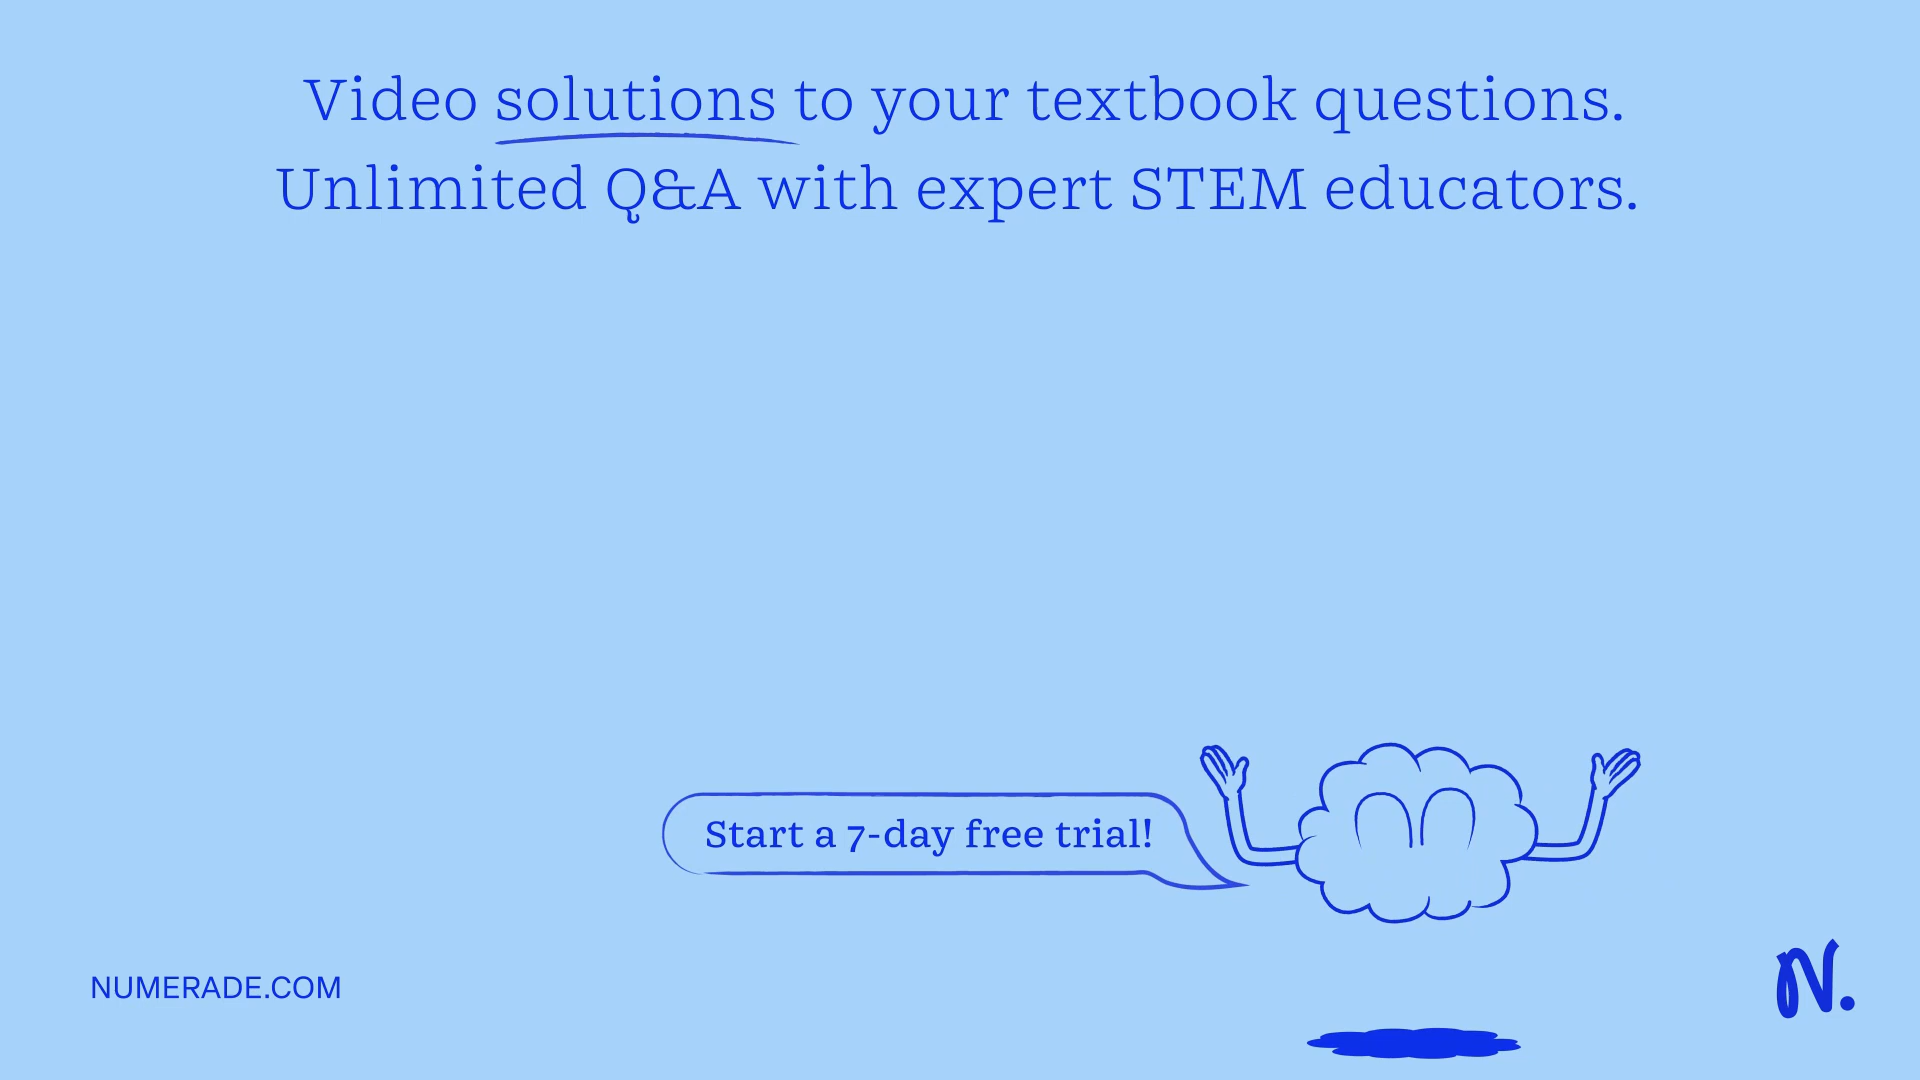 Video solutions to your textbook questions.
Unlimited Q&A with expert STEM educators.
Start a 7-day free trial!
NUMERADE.COM
N.